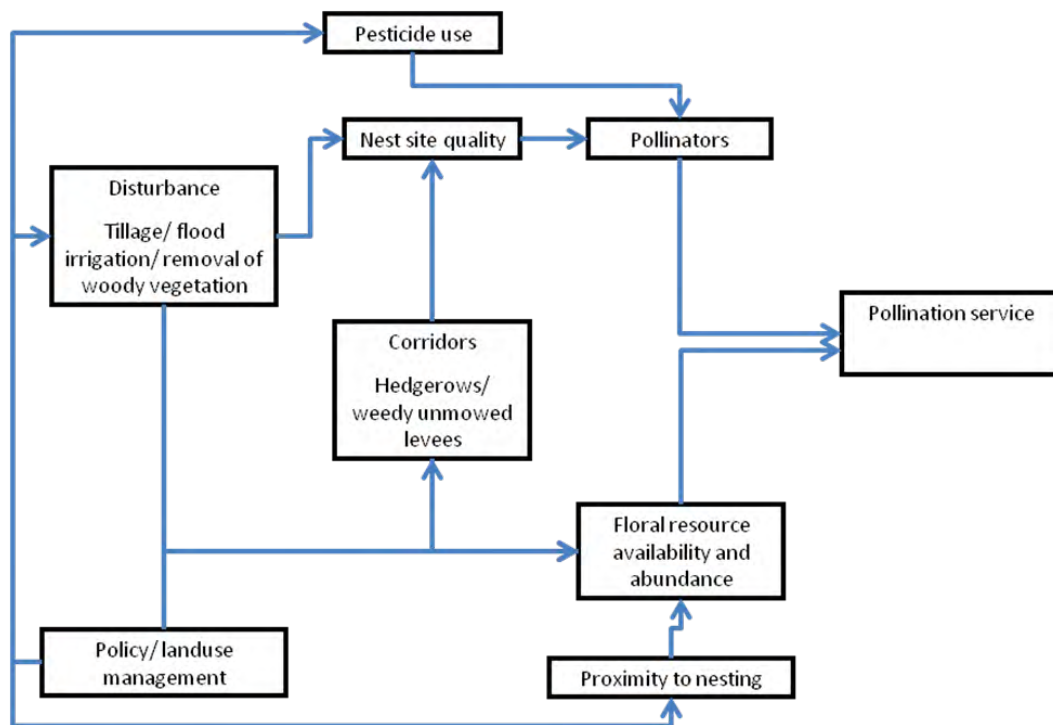 Pesticide use
Nest site quality
Pollinators
Disturbance
Tillage/ flood
irrigation/ removal of
woody vegetation
Pollination service
Corridors
Hedgerows/
weedy unmowed
levees
Floral resource
availability and
abundance
Policy/ landuse
management
Proximity to nesting